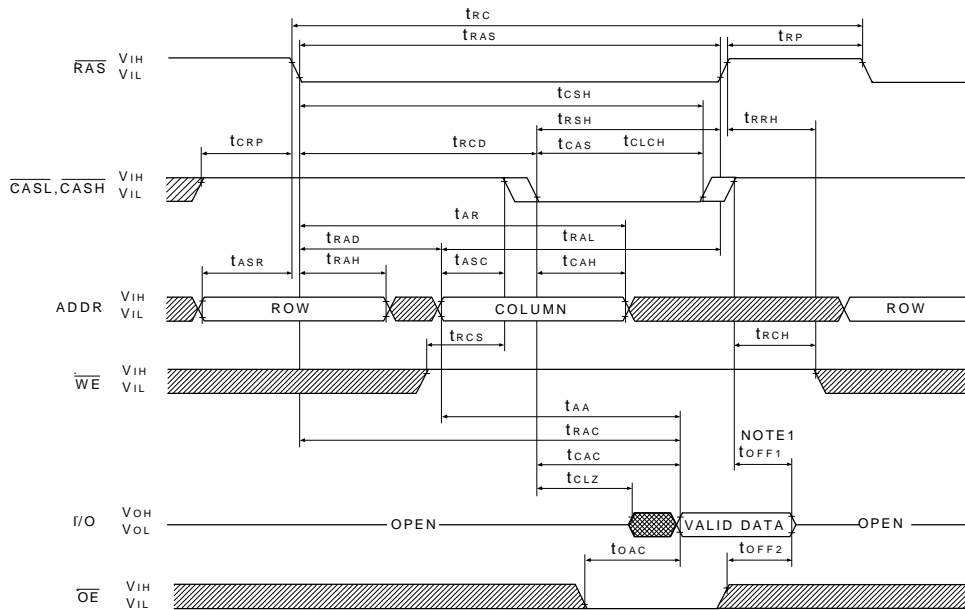 tRC
tRAS tRP
RAS VIH
VIL
tCSH
tRSH tRRH
tCRP tRCD tCAS tCLCH
CASL,CASH VIH
VIL
tAR
tRAD tRAL
tASR tRAH tASC tCAH
ADDR VIH
VIL
ROW COLUMN ROW
tRCS tRCH
WE VIH
VIL
tAA
tRAC NOTE1
tCAC tOFF1
tCLZ
I/O VOH
VOL
OPEN VALID DATA OPEN
tOAC tOFF2
OE VIH
VIL